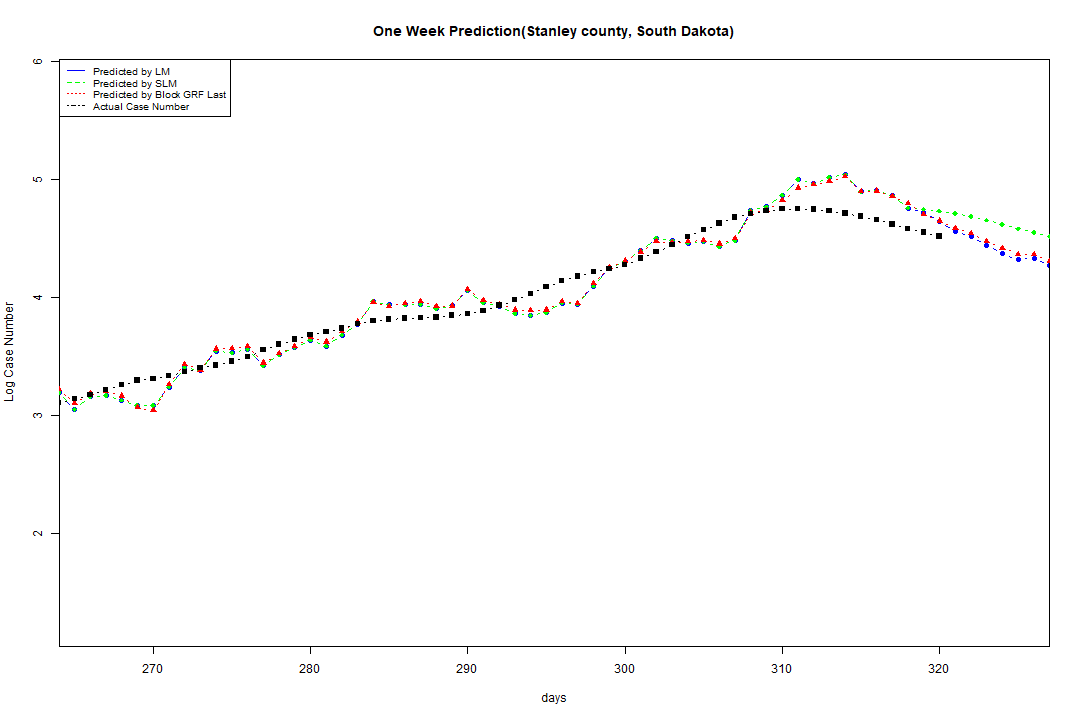 One Week Prediction(Stanley county, South Dakota)
6
Predicted by LM
Predicted by SLM
Predicted by Block GRF Last
Actual Case Number
5
4
Log Case Number
3
2
270 280 290 300 310 320
days